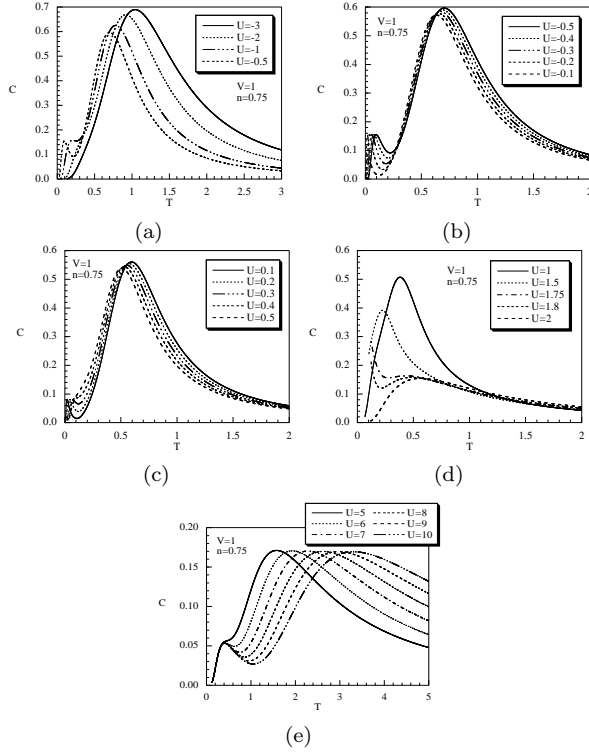 0.7
0.6
0.5
0.4
0.3
0.2
0.1
0.0
C
U=-3
U=-2
U=-1
U=-0.5
V=1
n=0.75
0 0.5 1 1.5 2 2.5 3
T
(a)
0.6
0.5
0.4
0.3
0.2
0.1
0.0
C
V=1
n=0.75
U=-0.5
U=-0.4
U=-0.3
U=-0.2
U=-0.1
0 0.5 1 1.5 2
T
(b)
0.6
0.5
0.4
0.3
0.2
0.1
0.0
C
V=1
n=0.75
U=0.1
U=0.2
U=0.3
U=0.4
U=0.5
0 0.5 1 1.5 2
T
(c)
0.6
0.5
0.4
0.3
0.2
0.1
0.0
C
V=1
n=0.75
U=1
U=1.5
U=1.75
U=1.8
U=2
0 0.5 1 1.5 2
T
(d)
0.20
0.15
0.10
0.05
0.00
C
V=1
n=0.75
U=5 U=8
U=6 U=9
U=7 U=10
0 1 2 3 4 5
T
(e)